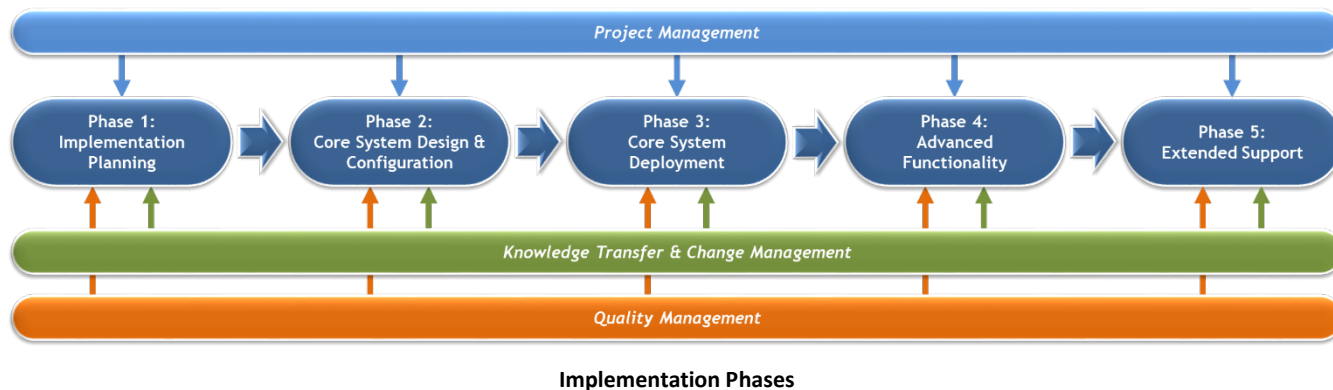 Project Management
Phase 1:
Implementation
Planning
Phase 2:
Core System Design &
Configuration
Phase 3:
Core System
Deployment
Phase 4:
Advanced
Functionality
Phase 5:
Extended Support
Knowledge Transfer & Change Management
Quality Management
Implementation Phases